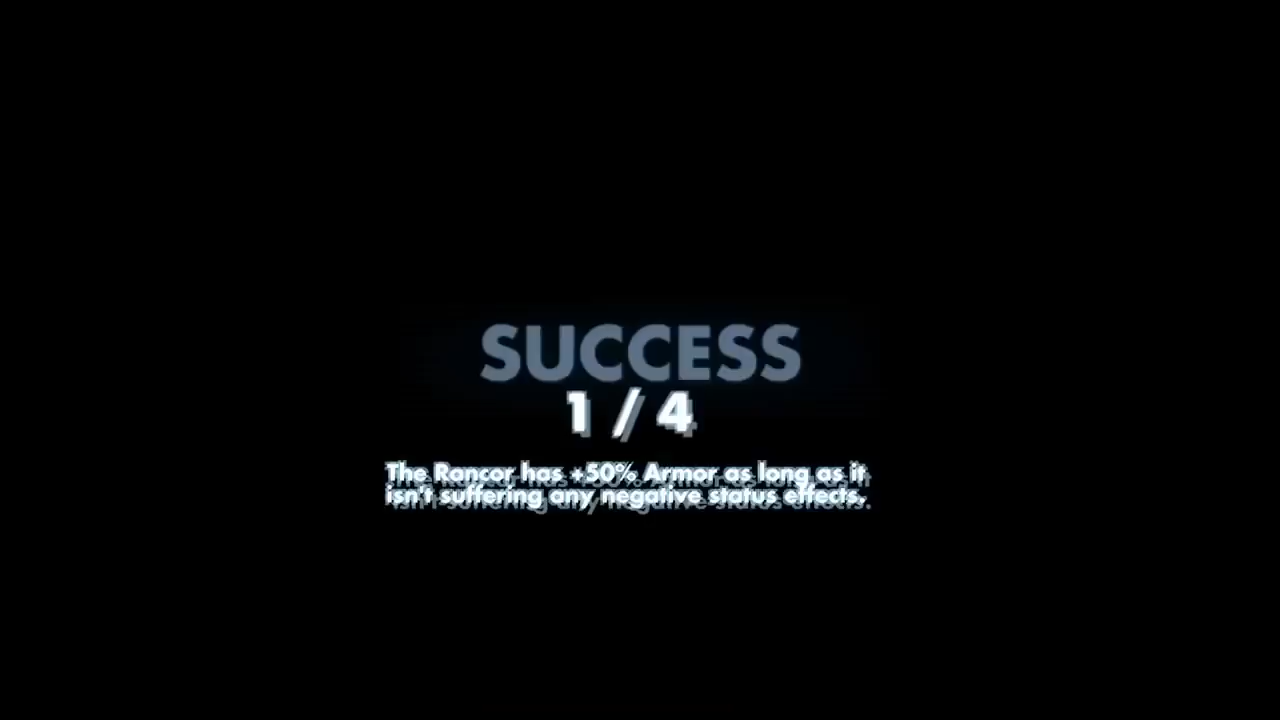 SUCCESS
1 / 4
The Rancor has +50% Armor as long as it
isn't suffering any negative status effects.